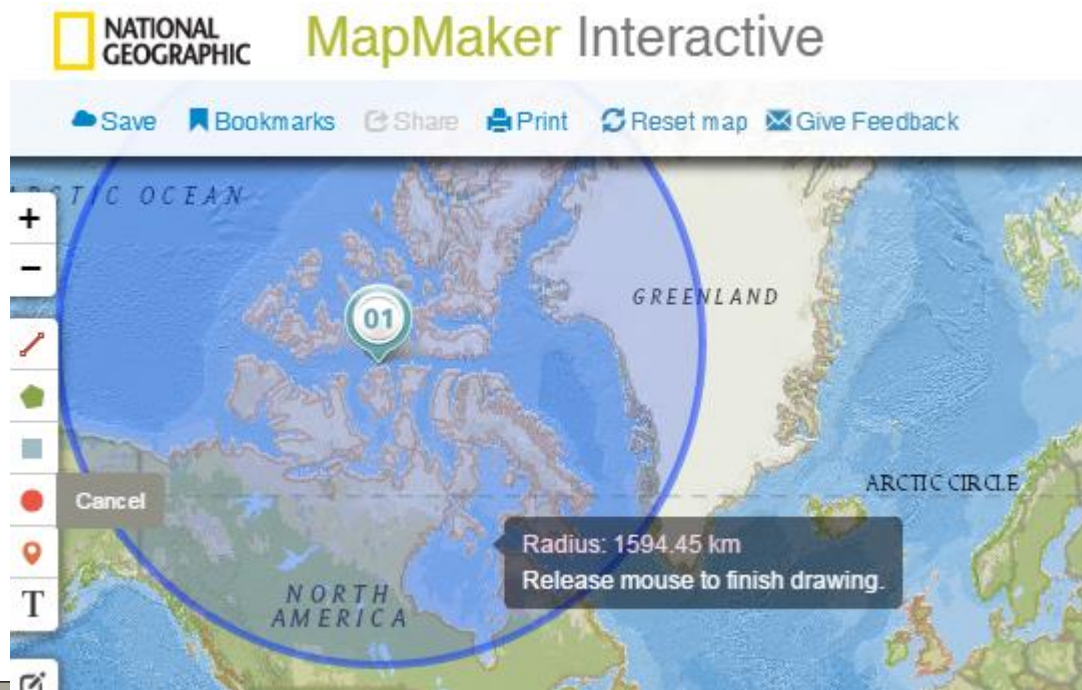 NATIONAL
GEOGRAPHIC
MapMaker Interactive
Save Bookmarks Share Print Reset map Give Feedback
ARCTIC OCEAN
+
−
01
GREENLAND
Cancel
ARCTIC CIRCLE
Radius: 1594.45 km
Release mouse to finish drawing.
NORTH
AMERICA
T